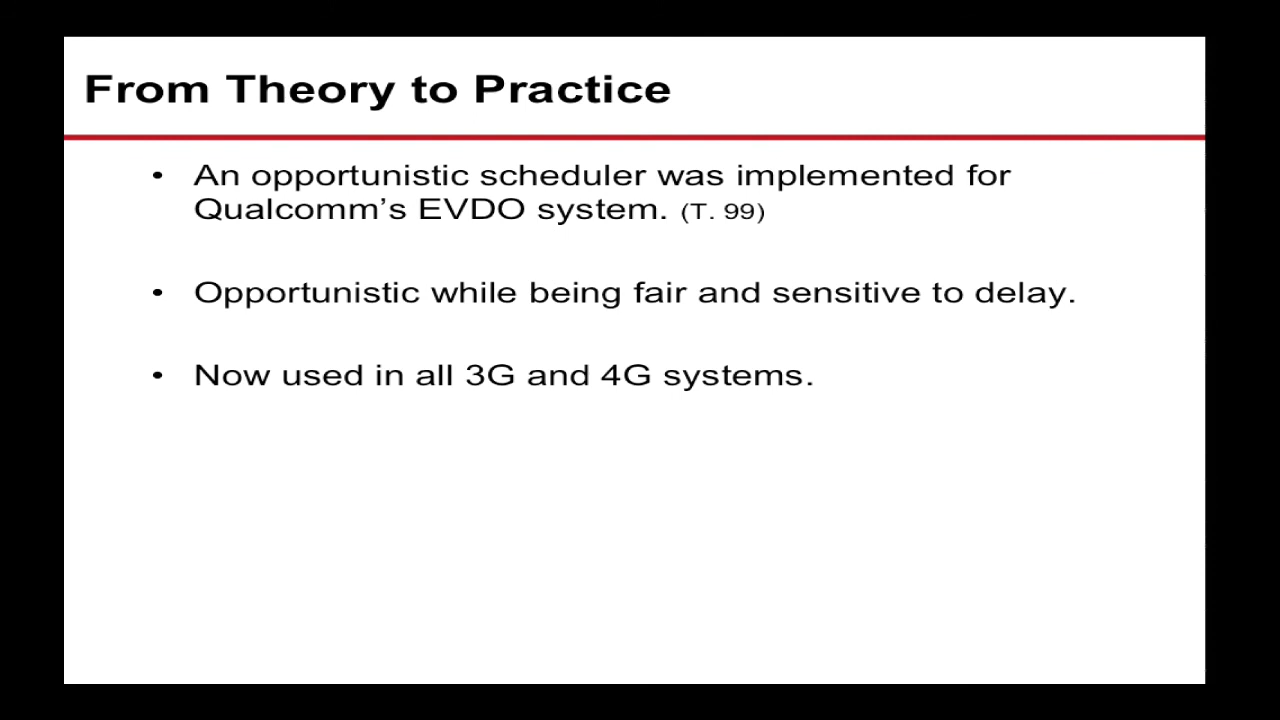 From Theory to Practice
• An opportunistic scheduler was implemented for
Qualcomm’s EVDO system. (T. 99)
• Opportunistic while being fair and sensitive to delay.
• Now used in all 3G and 4G systems.